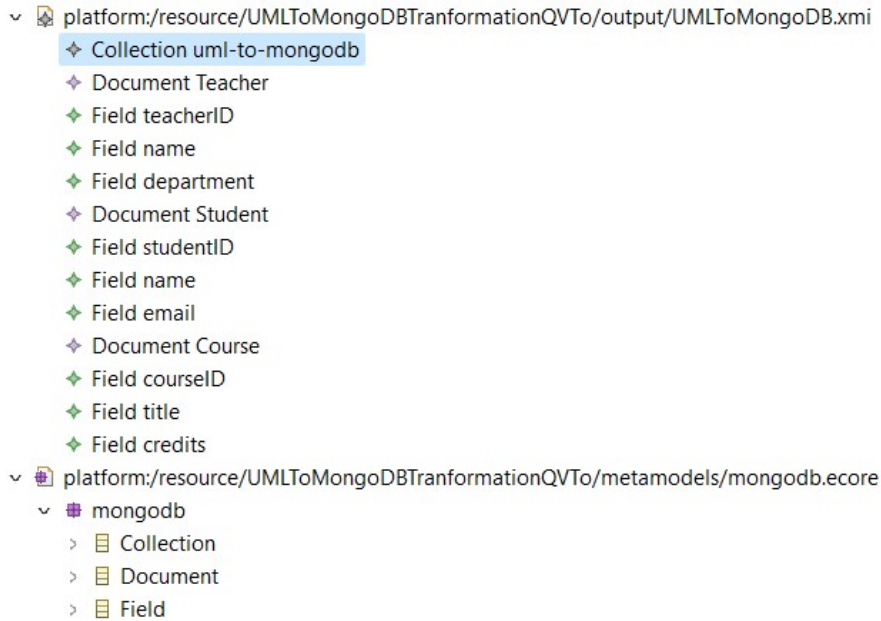 platform:/resource/UMLToMongoDBTranformationQVTo/output/UMLToMongoDB.xmi
Collection uml-to-mongodb
Document Teacher
Field teacherID
Field name
Field department
Document Student
Field studentID
Field name
Field email
Document Course
Field courseID
Field title
Field credits
platform:/resource/UMLToMongoDBTranformationQVTo/metamodels/mongodb.ecore
mongodb
Collection
Document
Field